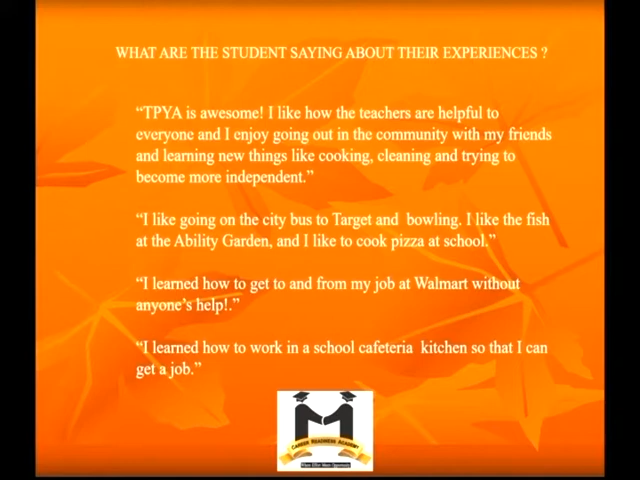 WHAT ARE THE STUDENT SAYING ABOUT THEIR EXPERIENCES ?
“TPYA is awesome! I like how the teachers are helpful to
everyone and I enjoy going out in the community with my friends
and learning new things like cooking, cleaning and trying to
become more independent.”
“I like going on the city bus to Target and  bowling. I like the fish
at the Ability Garden, and I like to cook pizza at school.”
“I learned how to get to and from my job at Walmart without
anyone’s help!.”
“I learned how to work in a school cafeteria  kitchen so that I can
get a job.”
CAREER READINESS ACADEMY
Where Effort Meets Opportunity